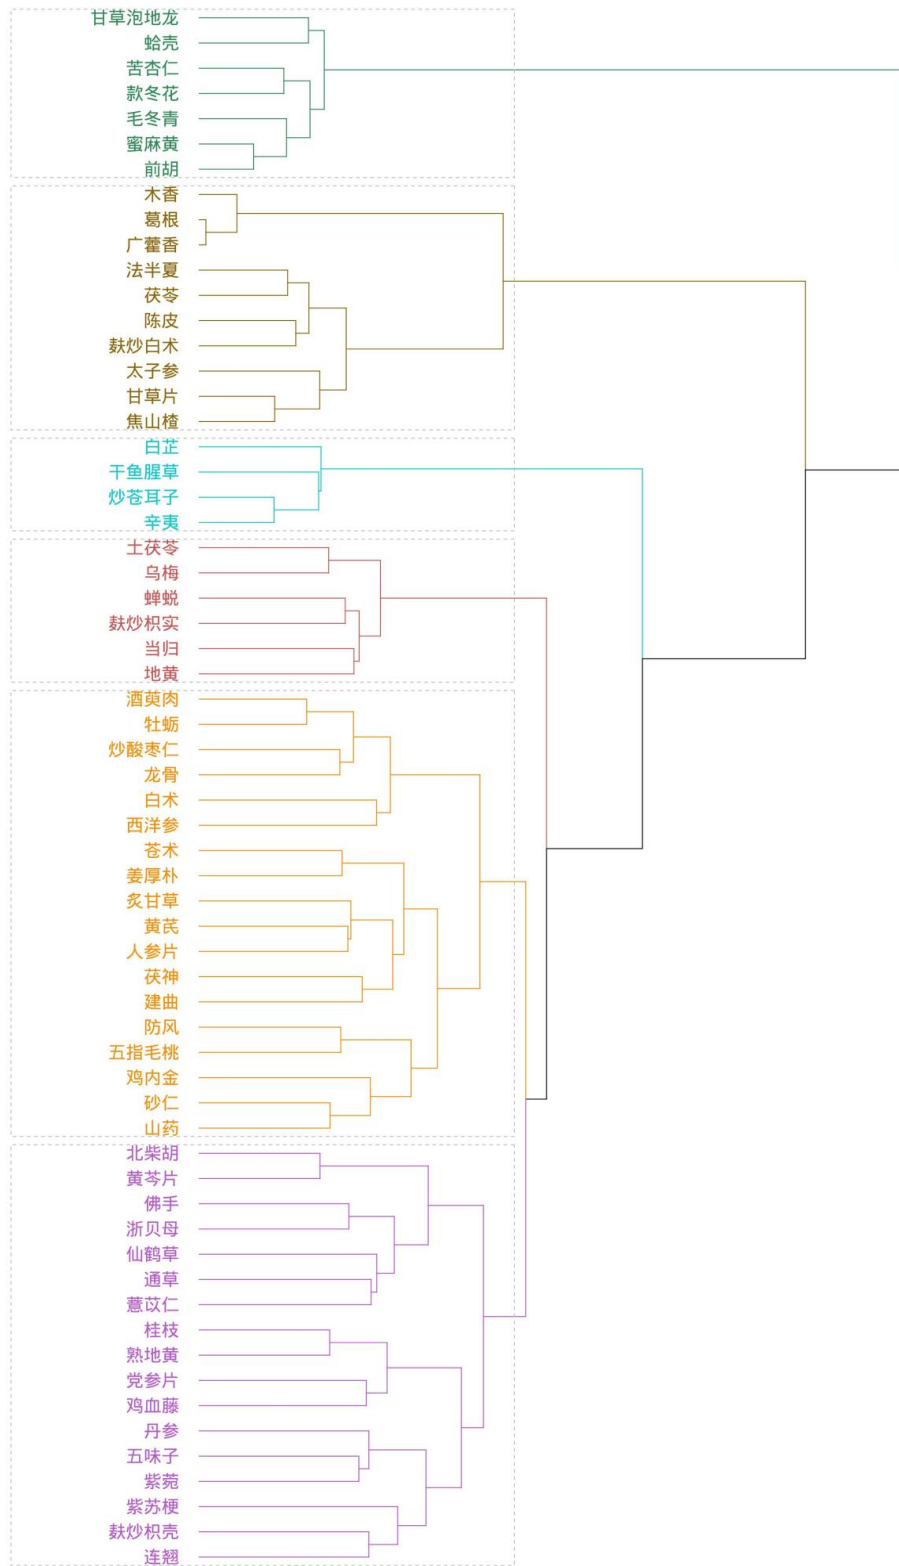 甘草泡地龙
蛤壳
苦杏仁
款冬花
毛冬青
蜜麻黄
前胡
木香
葛根
广藿香
法半夏
茯苓
陈皮
麸炒白术
太子参
甘草片
焦山楂
白芷
干鱼腥草
炒苍耳子
辛夷
土茯苓
乌梅
蝉蜕
麸炒枳实
当归
地黄
酒萸肉
牡蛎
炒酸枣仁
龙骨
白术
西洋参
苍术
姜厚朴
炙甘草
黄芪
人参片
茯神
建曲
防风
五指毛桃
鸡内金
砂仁
山药
北柴胡
黄芩片
佛手
浙贝母
仙鹤草
通草
薏苡仁
桂枝
熟地黄
党参片
鸡血藤
丹参
五味子
紫菀
紫苏梗
麸炒枳壳
连翘